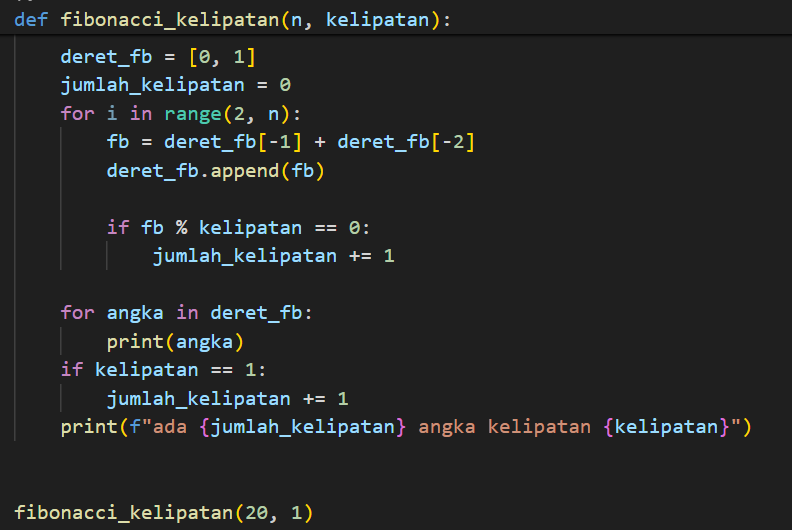 def fibonacci_kelipatan(n, kelipatan):
    deret_fb = [0, 1]
    jumlah_kelipatan = 0
    for i in range(2, n):
        fb = deret_fb[-1] + deret_fb[-2]
        deret_fb.append(fb)
        if fb % kelipatan == 0:
            jumlah_kelipatan += 1
    for angka in deret_fb:
        print(angka)
    if kelipatan == 1:
        jumlah_kelipatan += 1
    print(f"ada {jumlah_kelipatan} angka kelipatan {kelipatan}")
fibonacci_kelipatan(20, 1)